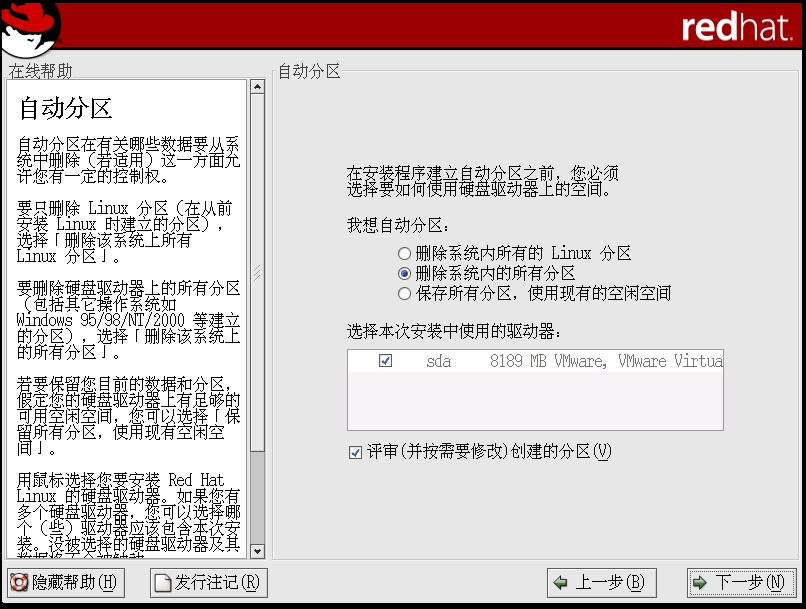 redhat.
在线帮助
自动分区
自动分区在有关哪些数据要从系
统中删除（若适用）这一方面允
许您有一定的控制权。
要只删除 Linux 分区（在从前
安装 Linux 时建立的分区），
选择「删除该系统上所有
Linux 分区」。
要删除硬盘驱动器上的所有分区
（包括其它操作系统如
Windows 95/98/NT/2000 等建立
的分区），选择「删除该系统上
的所有分区」。
若要保留您目前的数据和分区，
假定您的硬盘驱动器上有足够的
可用空闲空间，您可以选择「保
留所有分区，使用现有空闲空
间」。
用鼠标选择您要安装 Red Hat
Linux 的硬盘驱动器。如果您有
多个硬盘驱动器，您可以选择哪
个（些）驱动器应该包含本次安
装。没被选择的硬盘驱动器及其
自动分区
在安装程序建立自动分区之前，您必须
选择要如何使用硬盘驱动器上的空间。
我想自动分区：
删除系统内所有的 Linux 分区
删除系统内的所有分区
保存所有分区，使用现有的空闲空间
选择本次安装中使用的驱动器：
sda 8189 MB VMware, VMware Virtua
评审(并按需要修改)创建的分区(V)
隐藏帮助(H)
发行注记(R)
上一步(B)
下一步(N)